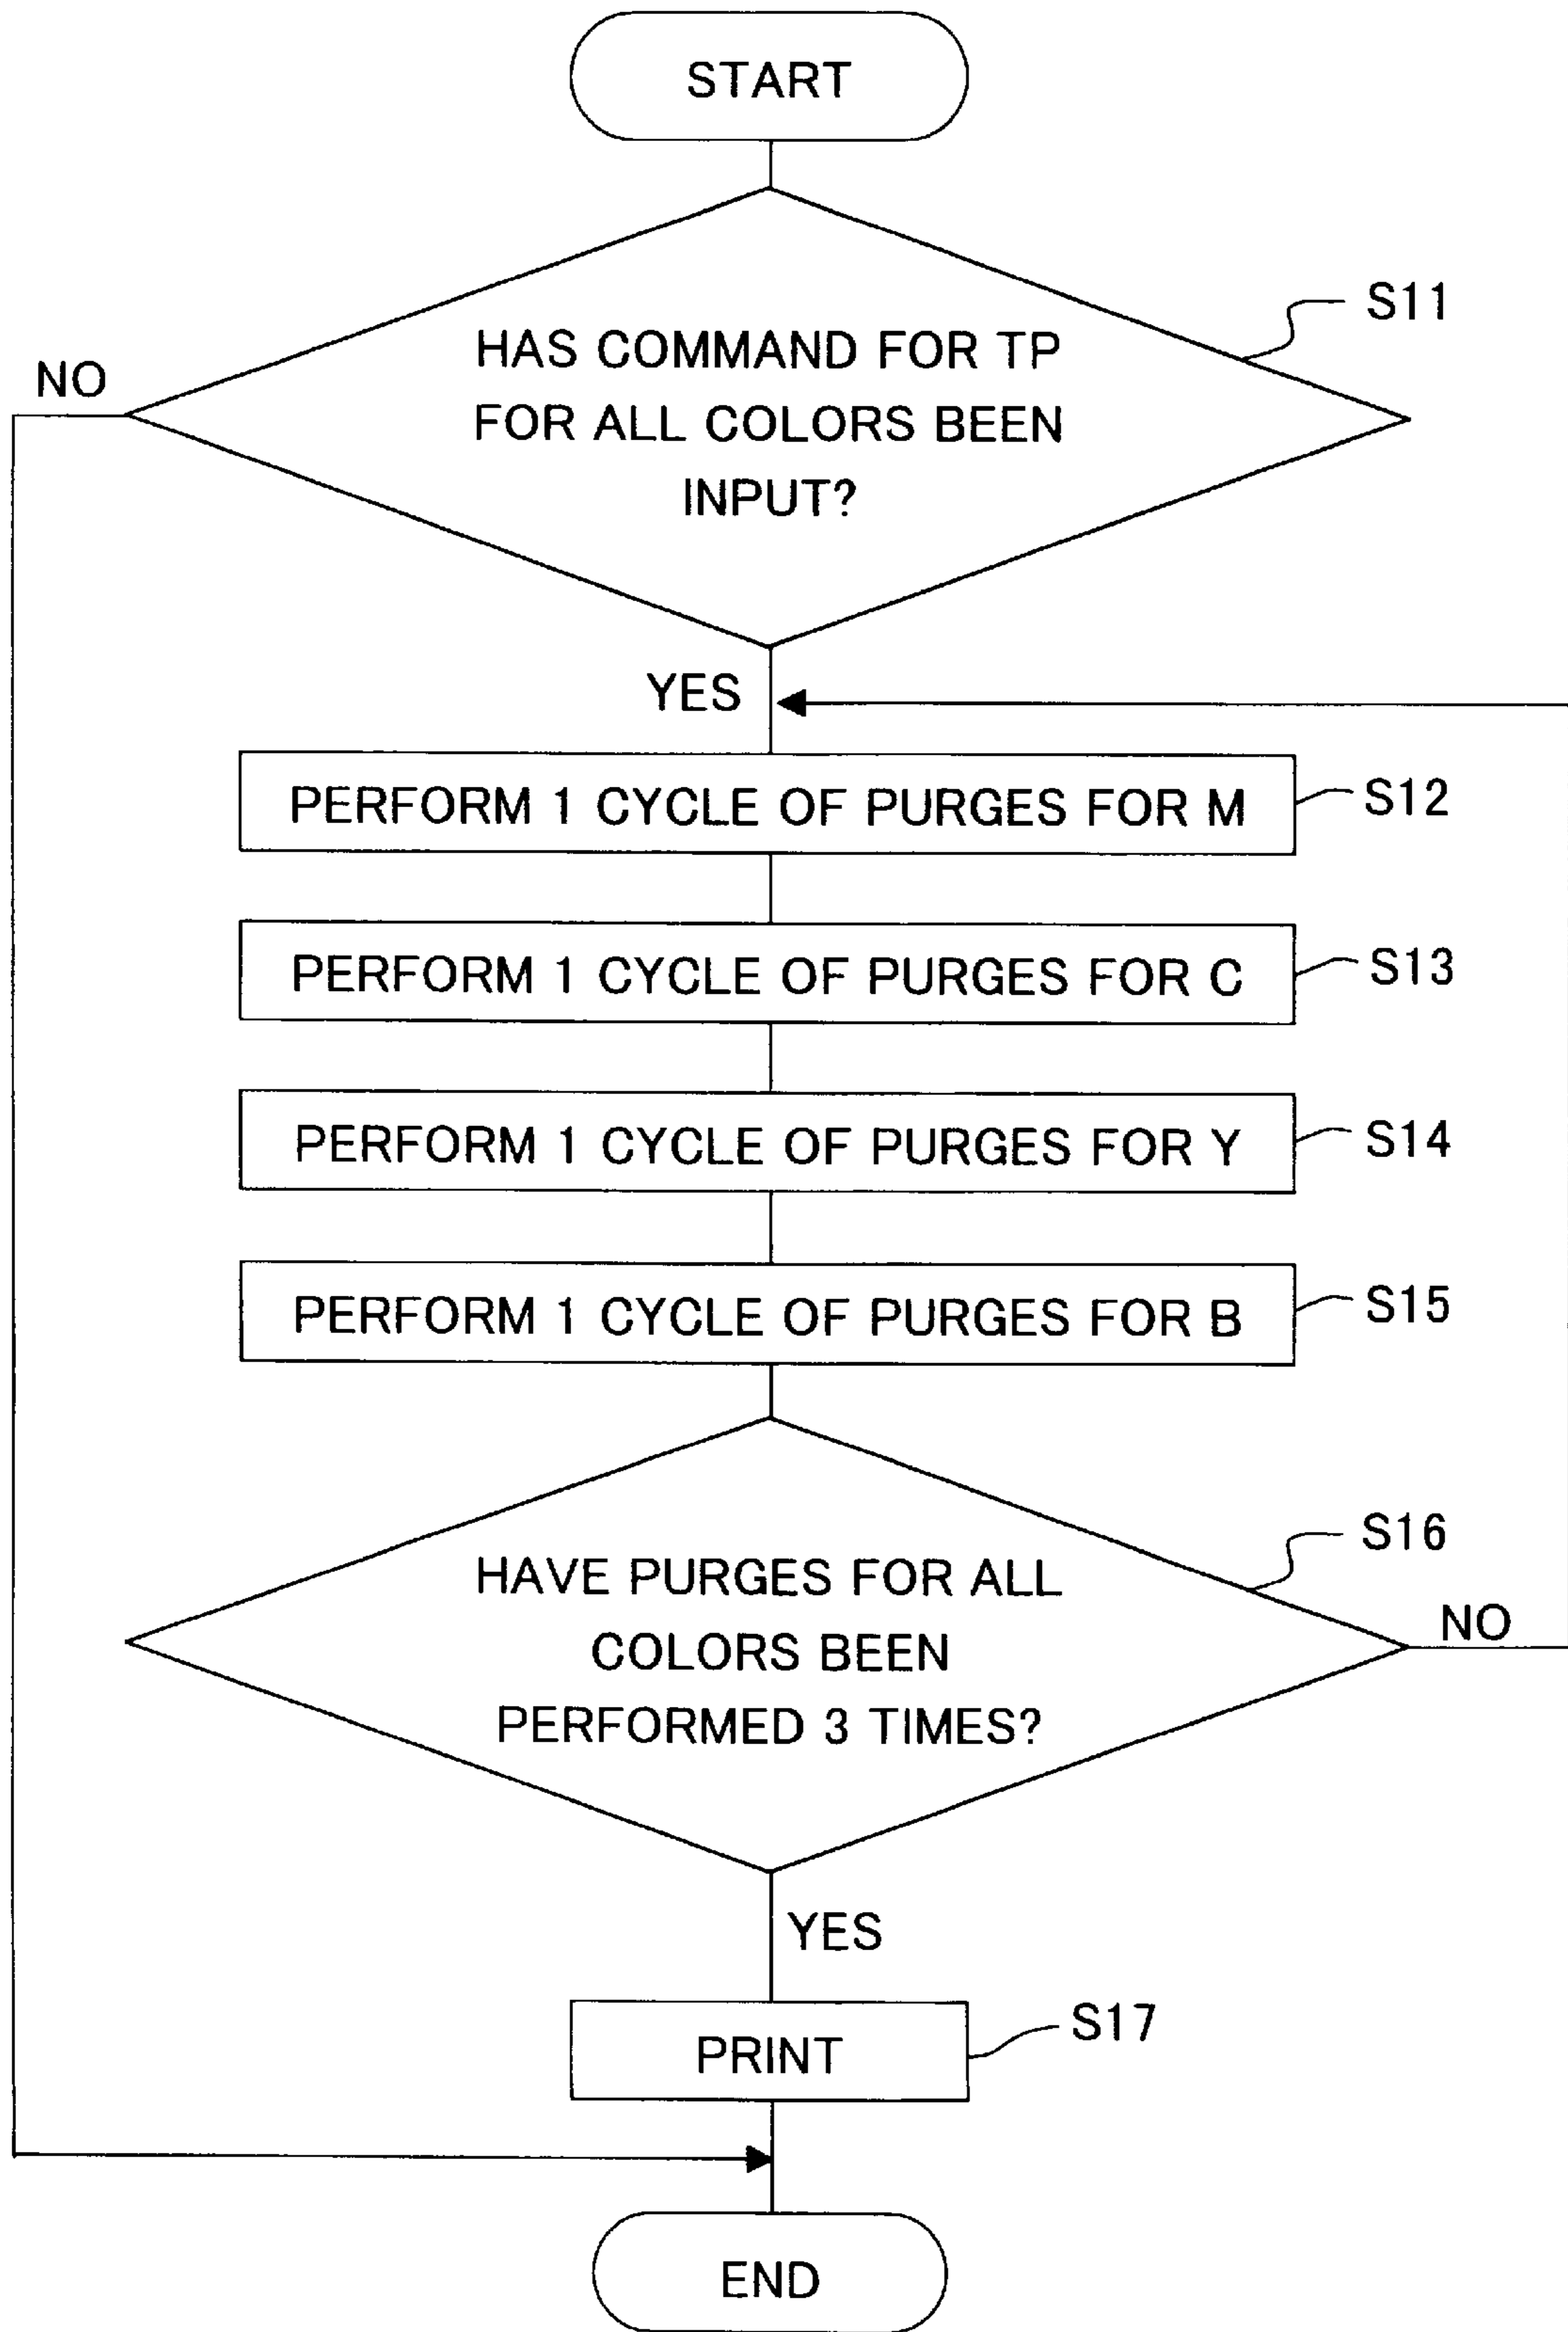 START
S11
HAS COMMAND FOR TP
FOR ALL COLORS BEEN
INPUT?
NO
YES
PERFORM 1 CYCLE OF PURGES FOR M
S12
PERFORM 1 CYCLE OF PURGES FOR C
S13
PERFORM 1 CYCLE OF PURGES FOR Y
S14
PERFORM 1 CYCLE OF PURGES FOR B
S15
S16
HAVE PURGES FOR ALL
COLORS BEEN
PERFORMED 3 TIMES?
NO
YES
PRINT
S17
END